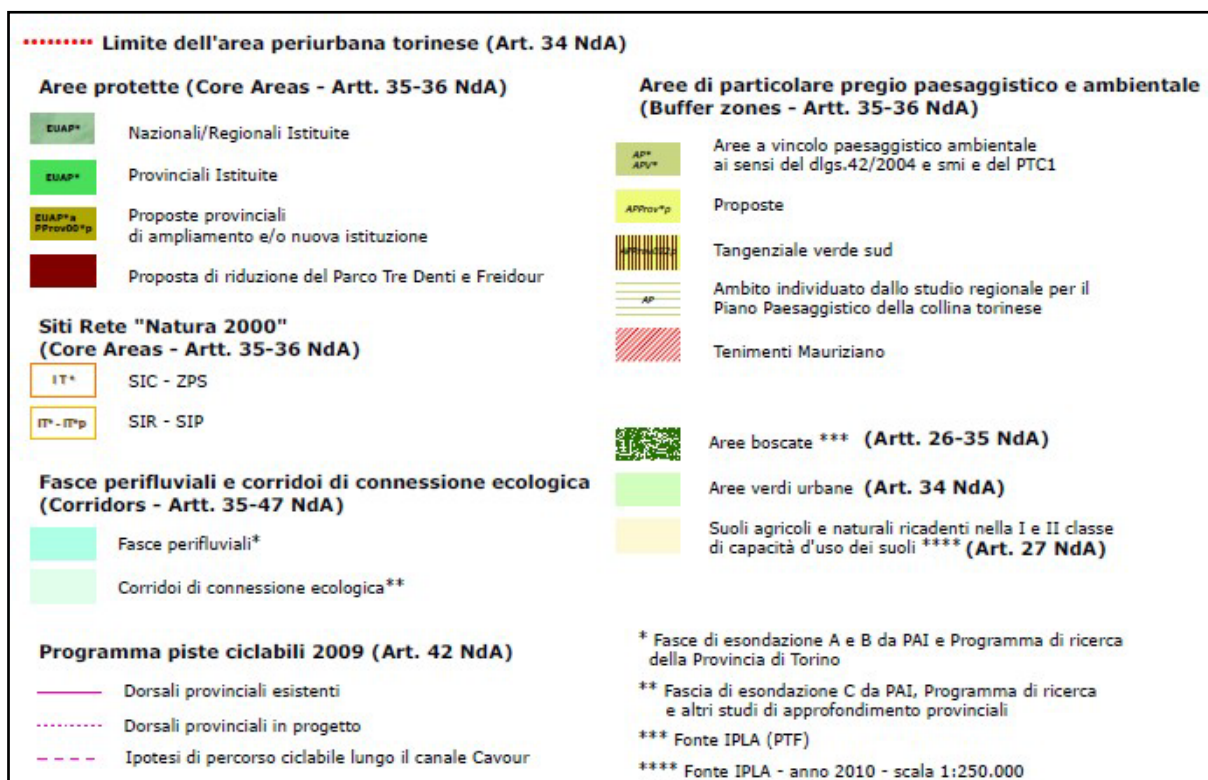 Limite dell'area periurbana torinese (Art. 34 NdA)
Aree protette (Core Areas - Artt. 35-36 NdA)
EUAP*
Nazionali/Regionali Istituite
EUAP*
Provinciali Istituite
EUAP*a
PProv00*p
Proposte provinciali
di ampliamento e/o nuova istituzione
Proposta di riduzione del Parco Tre Denti e Freidour
Siti Rete "Natura 2000"
(Core Areas - Artt. 35-36 NdA)
IT*
SIC - ZPS
IT* - IT*p
SIR - SIP
Fasce perifluviali e corridoi di connessione ecologica
(Corridors - Artt. 35-47 NdA)
Fasce perifluviali*
Corridoi di connessione ecologica**
Programma piste ciclabili 2009 (Art. 42 NdA)
Dorsali provinciali esistenti
Dorsali provinciali in progetto
Ipotesi di percorso ciclabile lungo il canale Cavour
Aree di particolare pregio paesaggistico e ambientale
(Buffer zones - Artt. 35-36 NdA)
AP*
APV*
Aree a vincolo paesaggistico ambientale
ai sensi del dlgs.42/2004 e smi e del PTC1
APProv*p
Proposte
Tangenziale verde sud
AP
Ambito individuato dallo studio regionale per il
Piano Paesaggistico della collina torinese
Tenimenti Mauriziano
Aree boscate *** (Artt. 26-35 NdA)
Aree verdi urbane (Art. 34 NdA)
Suoli agricoli e naturali ricadenti nella I e II classe
di capacità d'uso dei suoli **** (Art. 27 NdA)
* Fasce di esondazione A e B da PAI e Programma di ricerca
della Provincia di Torino
** Fascia di esondazione C da PAI, Programma di ricerca
e altri studi di approfondimento provinciali
*** Fonte IPLA (PTF)
**** Fonte IPLA - anno 2010 - scala 1:250.000